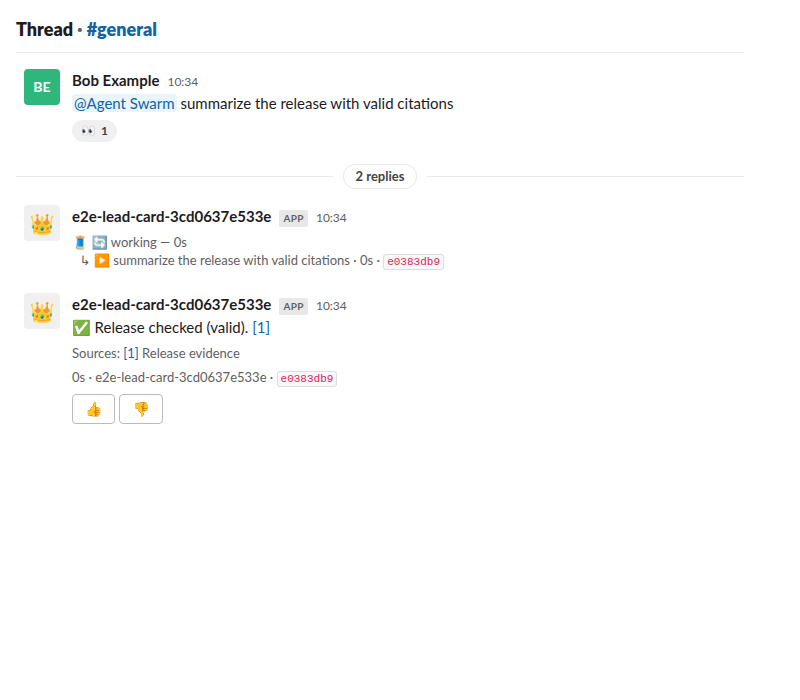 Thread • #general
BE
Bob Example 10:34
@Agent Swarm summarize the release with valid citations
👀 1
2 replies
e2e-lead-card-3cd0637e533e APP 10:34
🧵 🔄 working — 0s
↳ ▶️ summarize the release with valid citations · 0s · e0383db9
e2e-lead-card-3cd0637e533e APP 10:34
✅ Release checked (valid). [1]
Sources: [1] Release evidence
0s · e2e-lead-card-3cd0637e533e · e0383db9
👍 👎